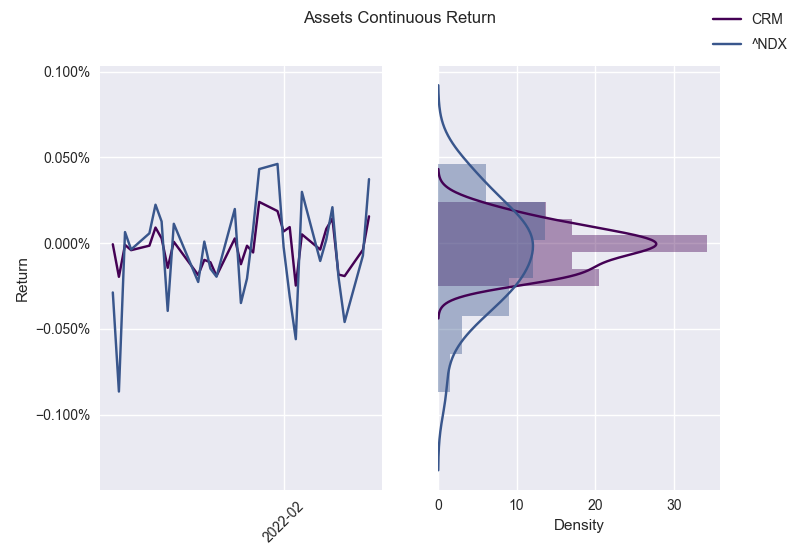 Assets Continuous Return
CRM
^NDX
0.100%
0.050%
0.000%
−0.050%
−0.100%
Return
2022-02
0 10 20 30
Density